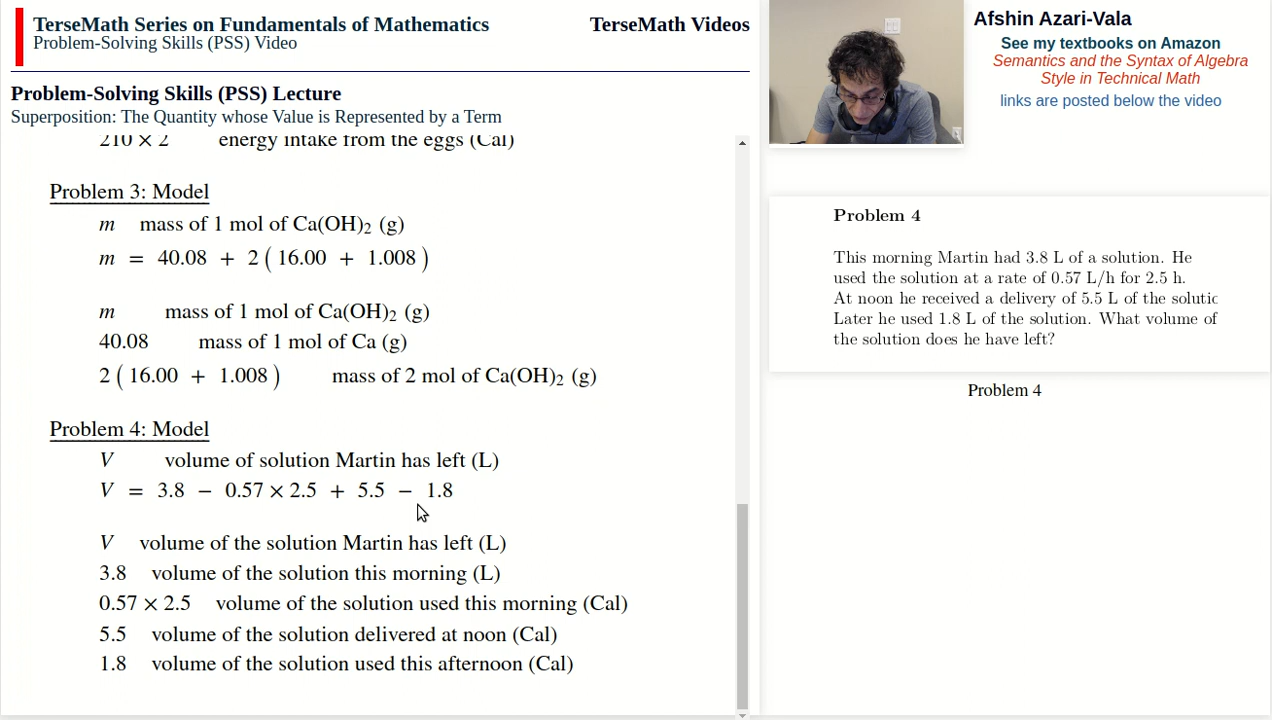 TerseMath Series on Fundamentals of Mathematics
Problem-Solving Skills (PSS) Video
TerseMath Videos
Problem-Solving Skills (PSS) Lecture
Superposition: The Quantity whose Value is Represented by a Term
210 × 2 energy intake from the eggs (Cal)
Problem 3: Model
m mass of 1 mol of Ca(OH)₂ (g)
m = 40.08 + 2 ( 16.00 + 1.008 )
m mass of 1 mol of Ca(OH)₂ (g)
40.08 mass of 1 mol of Ca (g)
2 ( 16.00 + 1.008 ) mass of 2 mol of Ca(OH)₂ (g)
Problem 4: Model
V volume of solution Martin has left (L)
V = 3.8 − 0.57 × 2.5 + 5.5 − 1.8
V volume of the solution Martin has left (L)
3.8 volume of the solution this morning (L)
0.57 × 2.5 volume of the solution used this morning (Cal)
5.5 volume of the solution delivered at noon (Cal)
1.8 volume of the solution used this afternoon (Cal)
Afshin Azari-Vala
See my textbooks on Amazon
Semantics and the Syntax of Algebra
Style in Technical Math
links are posted below the video
Problem 4
This morning Martin had 3.8 L of a solution. He
used the solution at a rate of 0.57 L/h for 2.5 h.
At noon he received a delivery of 5.5 L of the solutic
Later he used 1.8 L of the solution. What volume of
the solution does he have left?
Problem 4